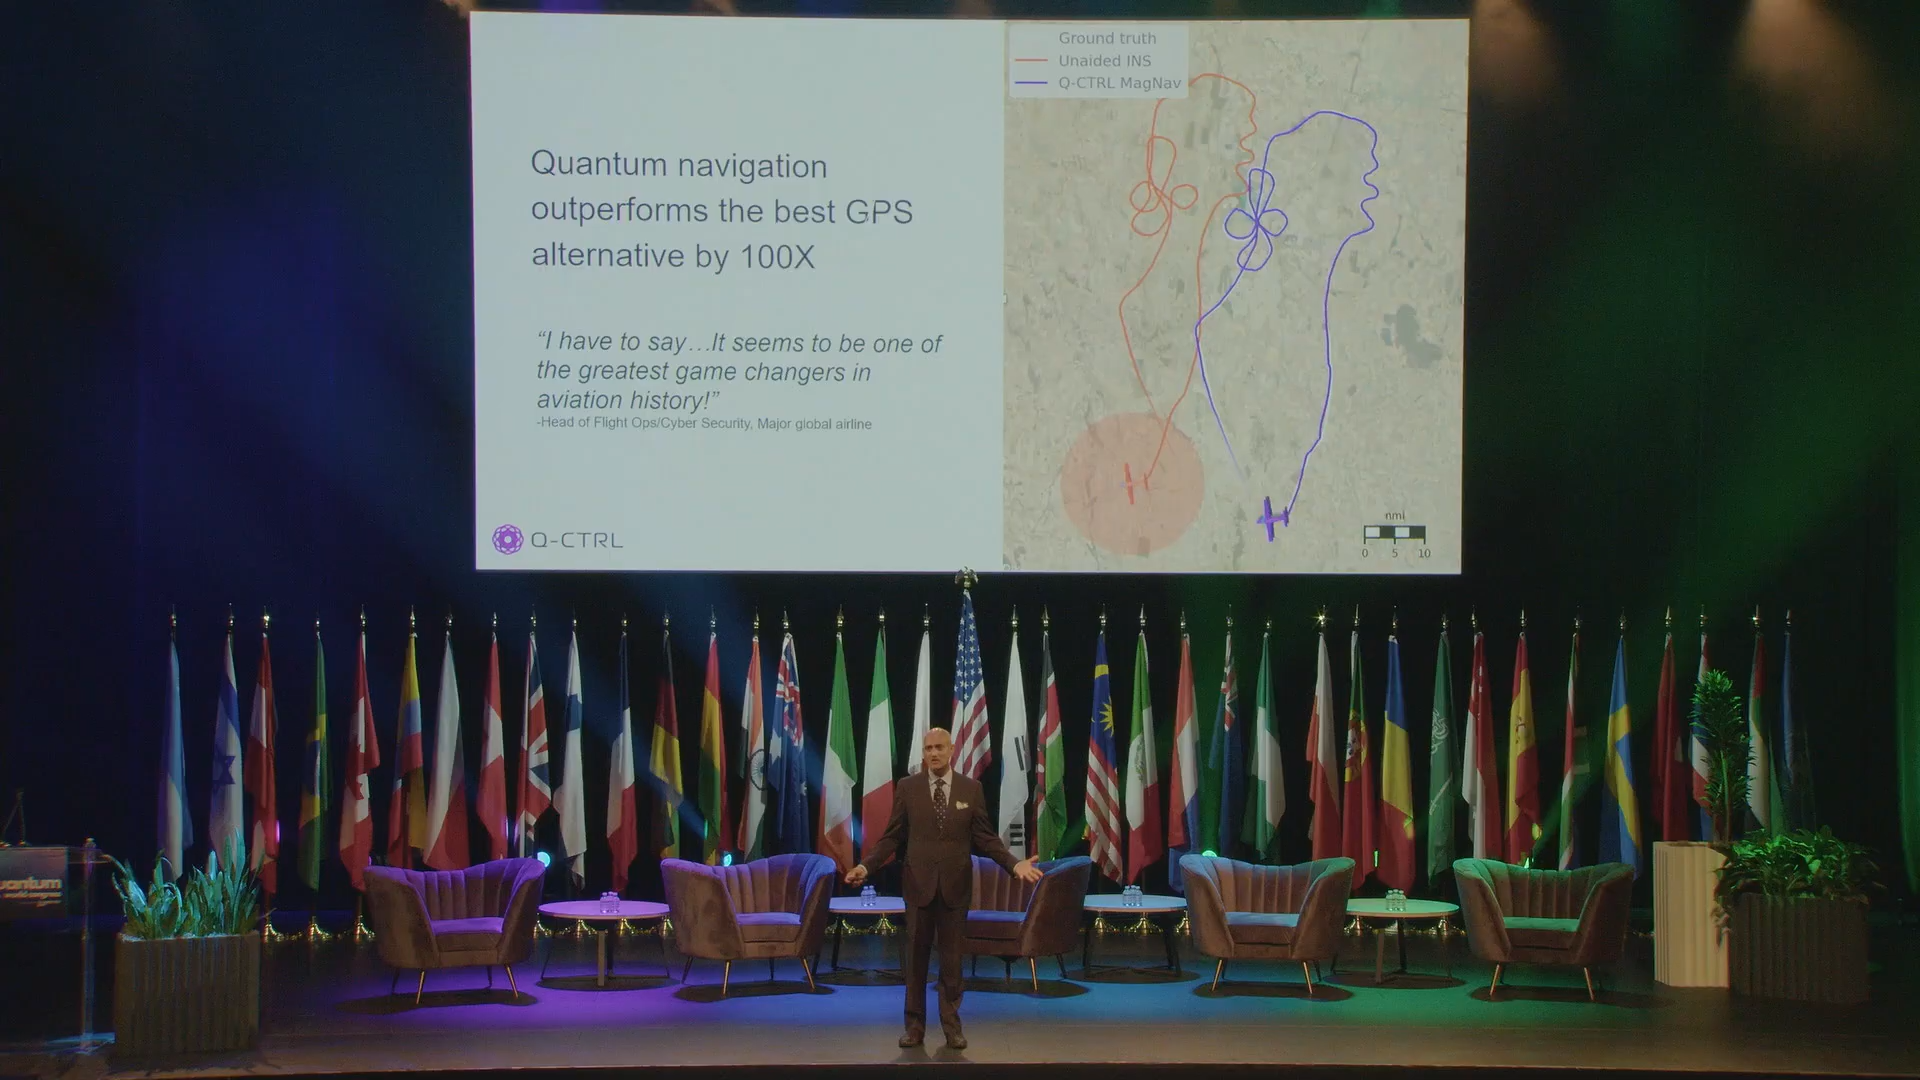 Quantum navigation
outperforms the best GPS
alternative by 100X
“I have to say…It seems to be one of
the greatest game changers in
aviation history!”
-Head of Flight Ops/Cyber Security, Major global airline
Q-CTRL
Ground truth
Unaided INS
Q-CTRL MagNav
nmi
0 5 10